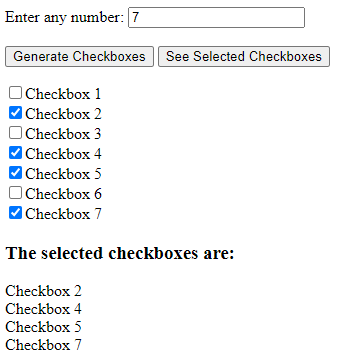 Enter any number: 7
Generate Checkboxes See Selected Checkboxes
Checkbox 1
Checkbox 2
Checkbox 3
Checkbox 4
Checkbox 5
Checkbox 6
Checkbox 7
The selected checkboxes are:
Checkbox 2
Checkbox 4
Checkbox 5
Checkbox 7